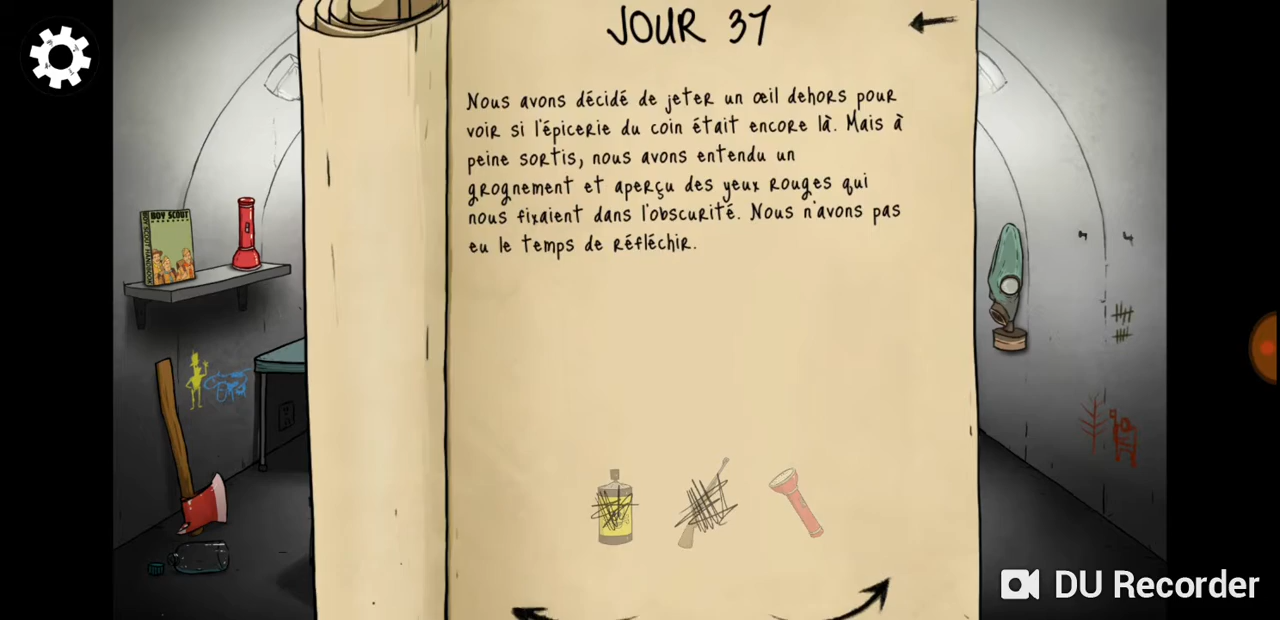 JOUR 37
Nous avons décidé de jeter un œil dehors pour
voir si l'épicerie du coin était encore là. Mais à
peine sortis, nous avons entendu un
grognement et aperçu des yeux rouges qui
nous fixaient dans l'obscurité. Nous n'avons pas
eu le temps de réfléchir.
BOY SCOUT
DU Recorder